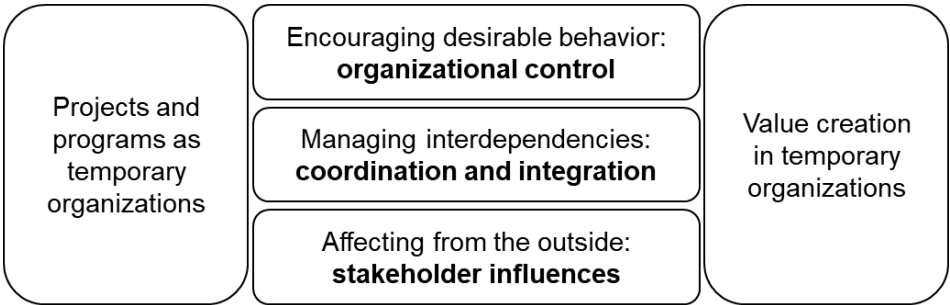 Projects and
programs as
temporary
organizations
Encouraging desirable behavior:
organizational control
Managing interdependencies:
coordination and integration
Affecting from the outside:
stakeholder influences
Value creation
in temporary
organizations